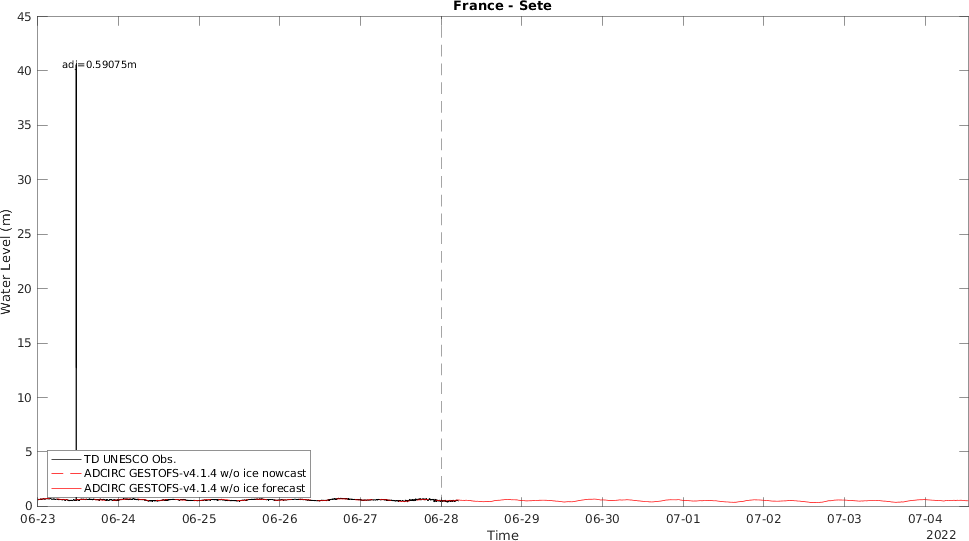 France - Sete
45
40
35
30
25
20
15
10
5
0
Water Level (m)
adj=0.59075m
TD UNESCO Obs.
ADCIRC GESTOFS-v4.1.4 w/o ice nowcast
ADCIRC GESTOFS-v4.1.4 w/o ice forecast
06-23 06-24 06-25 06-26 06-27 06-28 06-29 06-30 07-01 07-02 07-03 07-04
2022
Time